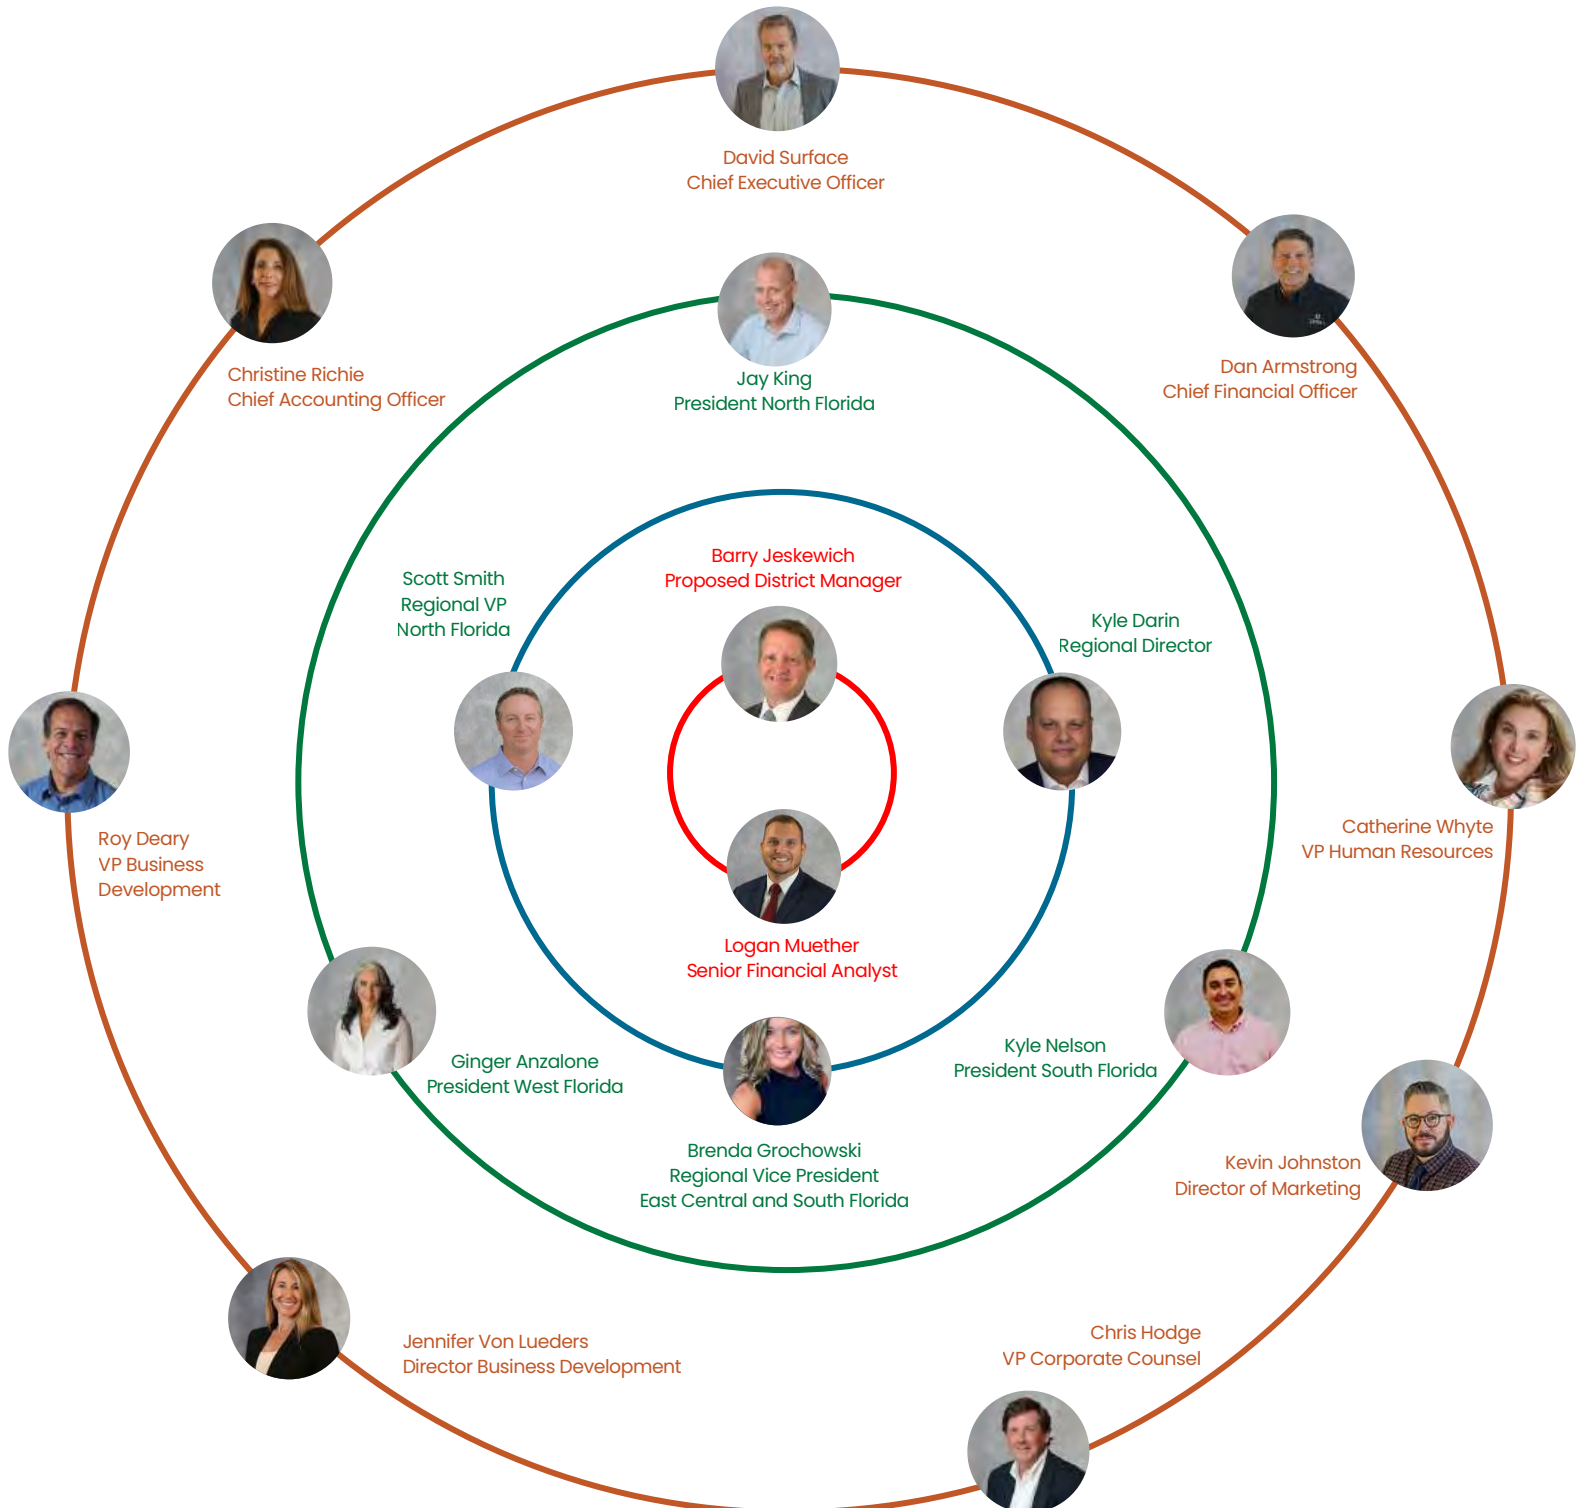 David Surface
Chief Executive Officer
Christine Richie
Chief Accounting Officer
Dan Armstrong
Chief Financial Officer
Jay King
President North Florida
Scott Smith
Regional VP
North Florida
Barry Jeskewich
Proposed District Manager
Kyle Darin
Regional Director
Roy Deary
VP Business
Development
Catherine Whyte
VP Human Resources
Logan Muether
Senior Financial Analyst
Ginger Anzalone
President West Florida
Kyle Nelson
President South Florida
Brenda Grochowski
Regional Vice President
East Central and South Florida
Kevin Johnston
Director of Marketing
Jennifer Von Lueders
Director Business Development
Chris Hodge
VP Corporate Counsel